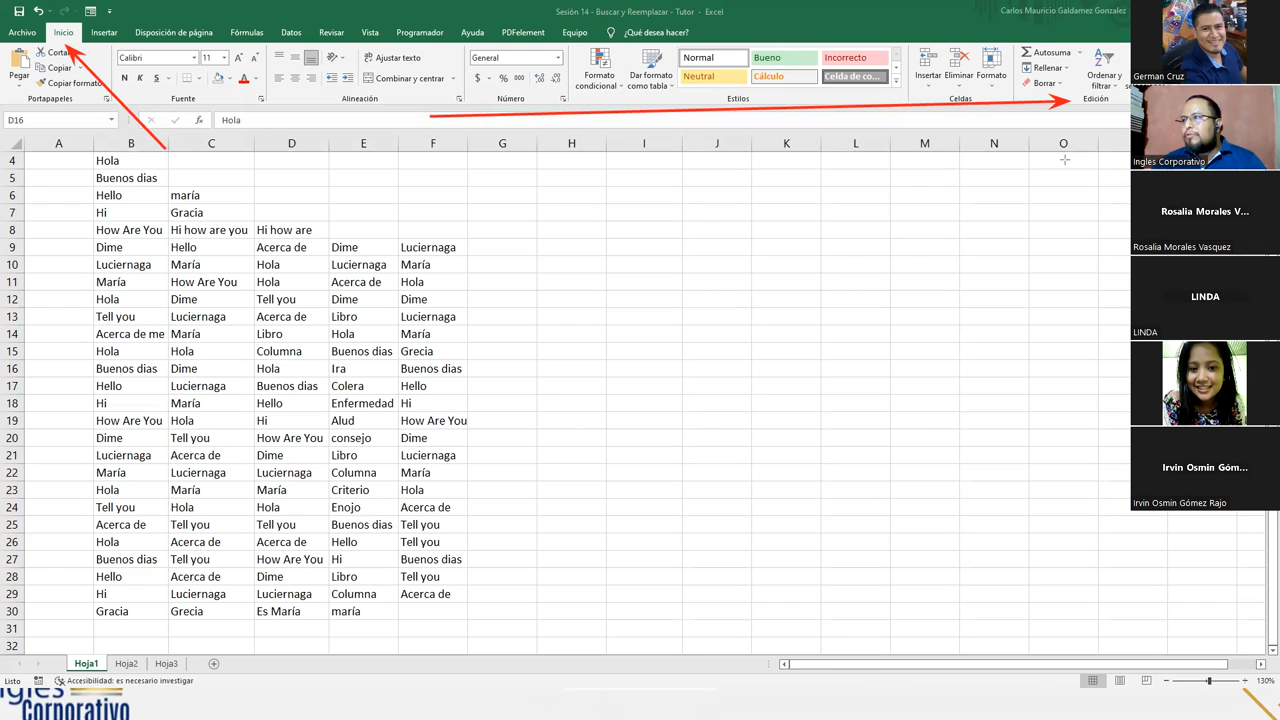 Sesión 14 - Buscar y Reemplazar - Tutor - Excel
Carlos Mauricio Galdamez Gonzalez
Archivo Inicio Insertar Disposición de página Fórmulas Datos Revisar Vista Programador Ayuda PDFelement Equipo ¿Qué desea hacer?
Pegar
Cortar
Copiar
Copiar formato
Portapapeles
Calibri 11
N K S
Fuente
Ajustar texto
Combinar y centrar
Alineación
General
$ % 000
Número
Formato condicional
Dar formato como tabla
Normal Bueno Incorrecto
Neutral Cálculo Celda de co...
Estilos
Insertar Eliminar Formato
Celdas
Autosuma
Rellenar
Borrar
Ordenar y filtrar
Edición
D16 fx Hola
A B C D E F G H I J K L M N O
4 Hola
5 Buenos dias
6 Hello maría
7 Hi Gracia
8 How Are You Hi how are you Hi how are
9 Dime Hello Acerca de Dime Luciernaga
10 Luciernaga María Hola Luciernaga María
11 María How Are You Hola Acerca de Hola
12 Hola Dime Tell you Dime Dime
13 Tell you Luciernaga Acerca de Libro Luciernaga
14 Acerca de me María Libro Hola María
15 Hola Hola Columna Buenos dias Grecia
16 Buenos dias Dime Hola Ira Buenos dias
17 Hello Luciernaga Buenos dias Colera Hello
18 Hi María Hello Enfermedad Hi
19 How Are You Hola Hi Alud How Are You
20 Dime Tell you How Are You consejo Dime
21 Luciernaga Acerca de Dime Libro Luciernaga
22 María Luciernaga Luciernaga Columna María
23 Hola María María Criterio Hola
24 Tell you Hola Hola Enojo Acerca de
25 Acerca de Tell you Tell you Buenos dias Tell you
26 Hola Acerca de Acerca de Hello Tell you
27 Buenos dias Tell you How Are You Hi Buenos dias
28 Hello Acerca de Dime Libro Tell you
29 Hi Luciernaga Luciernaga Columna Acerca de
30 Gracia Grecia Es María maría
31
32
Hoja1 Hoja2 Hoja3
Listo Accesibilidad: es necesario investigar 130%
Ingles
Corporativo
German Cruz
Ingles Corporativo
Rosalia Morales V...
Rosalia Morales Vasquez
LINDA
LINDA
Irvin Osmin Góm...
Irvin Osmin Gómez Rajo